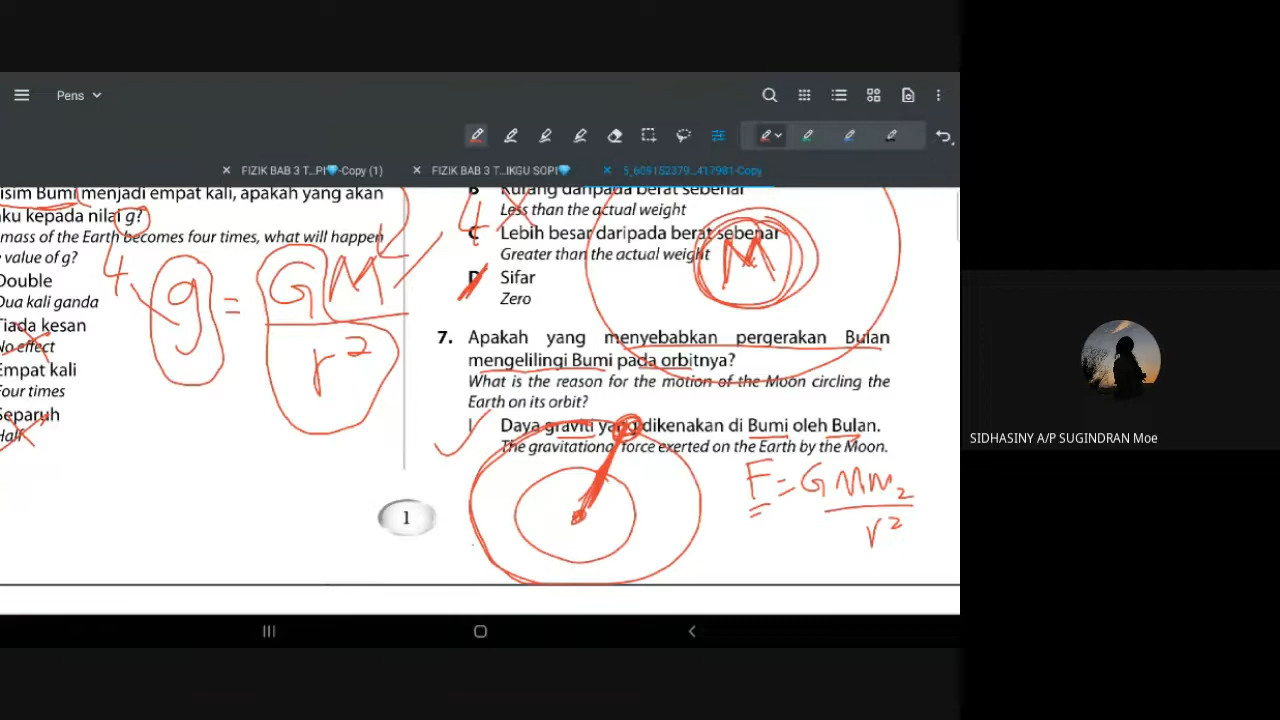 Pens
FIZIK BAB 3 T...PI💎-Copy (1)
FIZIK BAB 3 T...IKGU SOPI💎
5_609152379...417981-Copy
isim Bumi menjadi empat kali, apakah yang akan
aku kepada nilai g?
mass of the Earth becomes four times, what will happen
value of g?
Double
Dua kali ganda
Tiada kesan
No effect
Empat kali
Four times
Separuh
Half
4 g = GM
r²
1
B Kurang daripada berat sebenar
Less than the actual weight
C Lebih besar daripada berat sebenar
Greater than the actual weight
D Sifar
Zero
4
M
7. Apakah yang menyebabkan pergerakan Bulan
mengelilingi Bumi pada orbitnya?
What is the reason for the motion of the Moon circling the
Earth on its orbit?
I Daya graviti yang dikenakan di Bumi oleh Bulan.
The gravitational force exerted on the Earth by the Moon.
F = GMm₂
r²
SIDHASINY A/P SUGINDRAN Moe